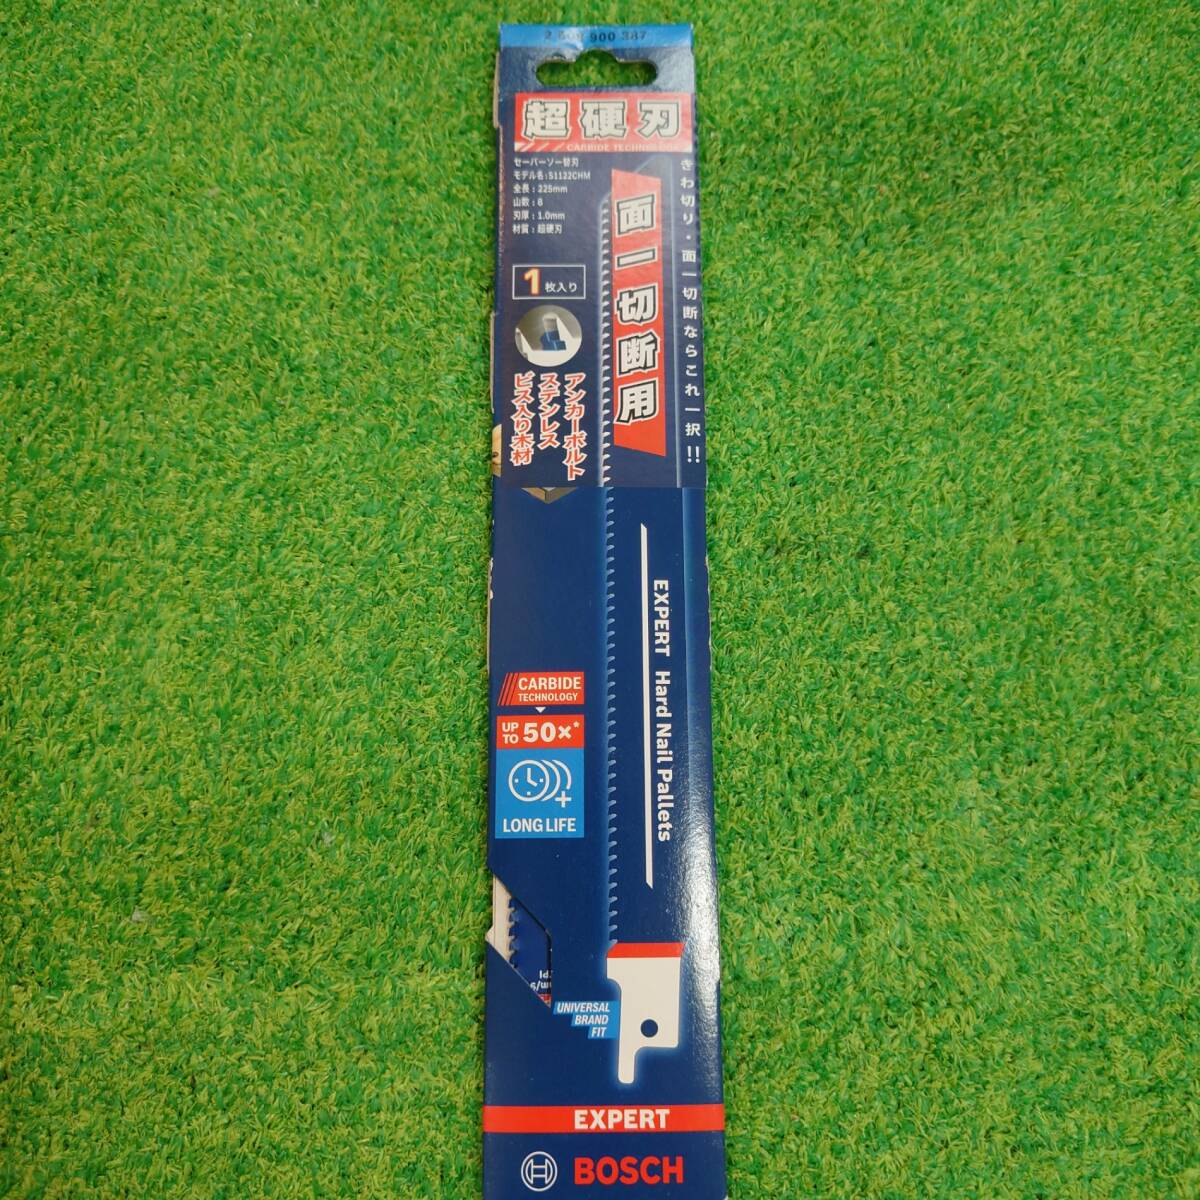 2 608 900 387
超硬刃
CARBIDE TECHNOLOGY
セーバーソー替刃
モデル名:S1122CHM
全長:225mm
山数:6
刃厚:1.0mm
材質:超硬刃
きわ切り・面一切断ならこれ一択!!
面一切断用
1枚入り
アンカーボルト
ステンレス
ビス入り木材
EXPERT Hard Nail Pallets
CARBIDE
TECHNOLOGY
UP TO 50×*
LONG LIFE
UNIVERSAL
BRAND
FIT
EXPERT
BOSCH